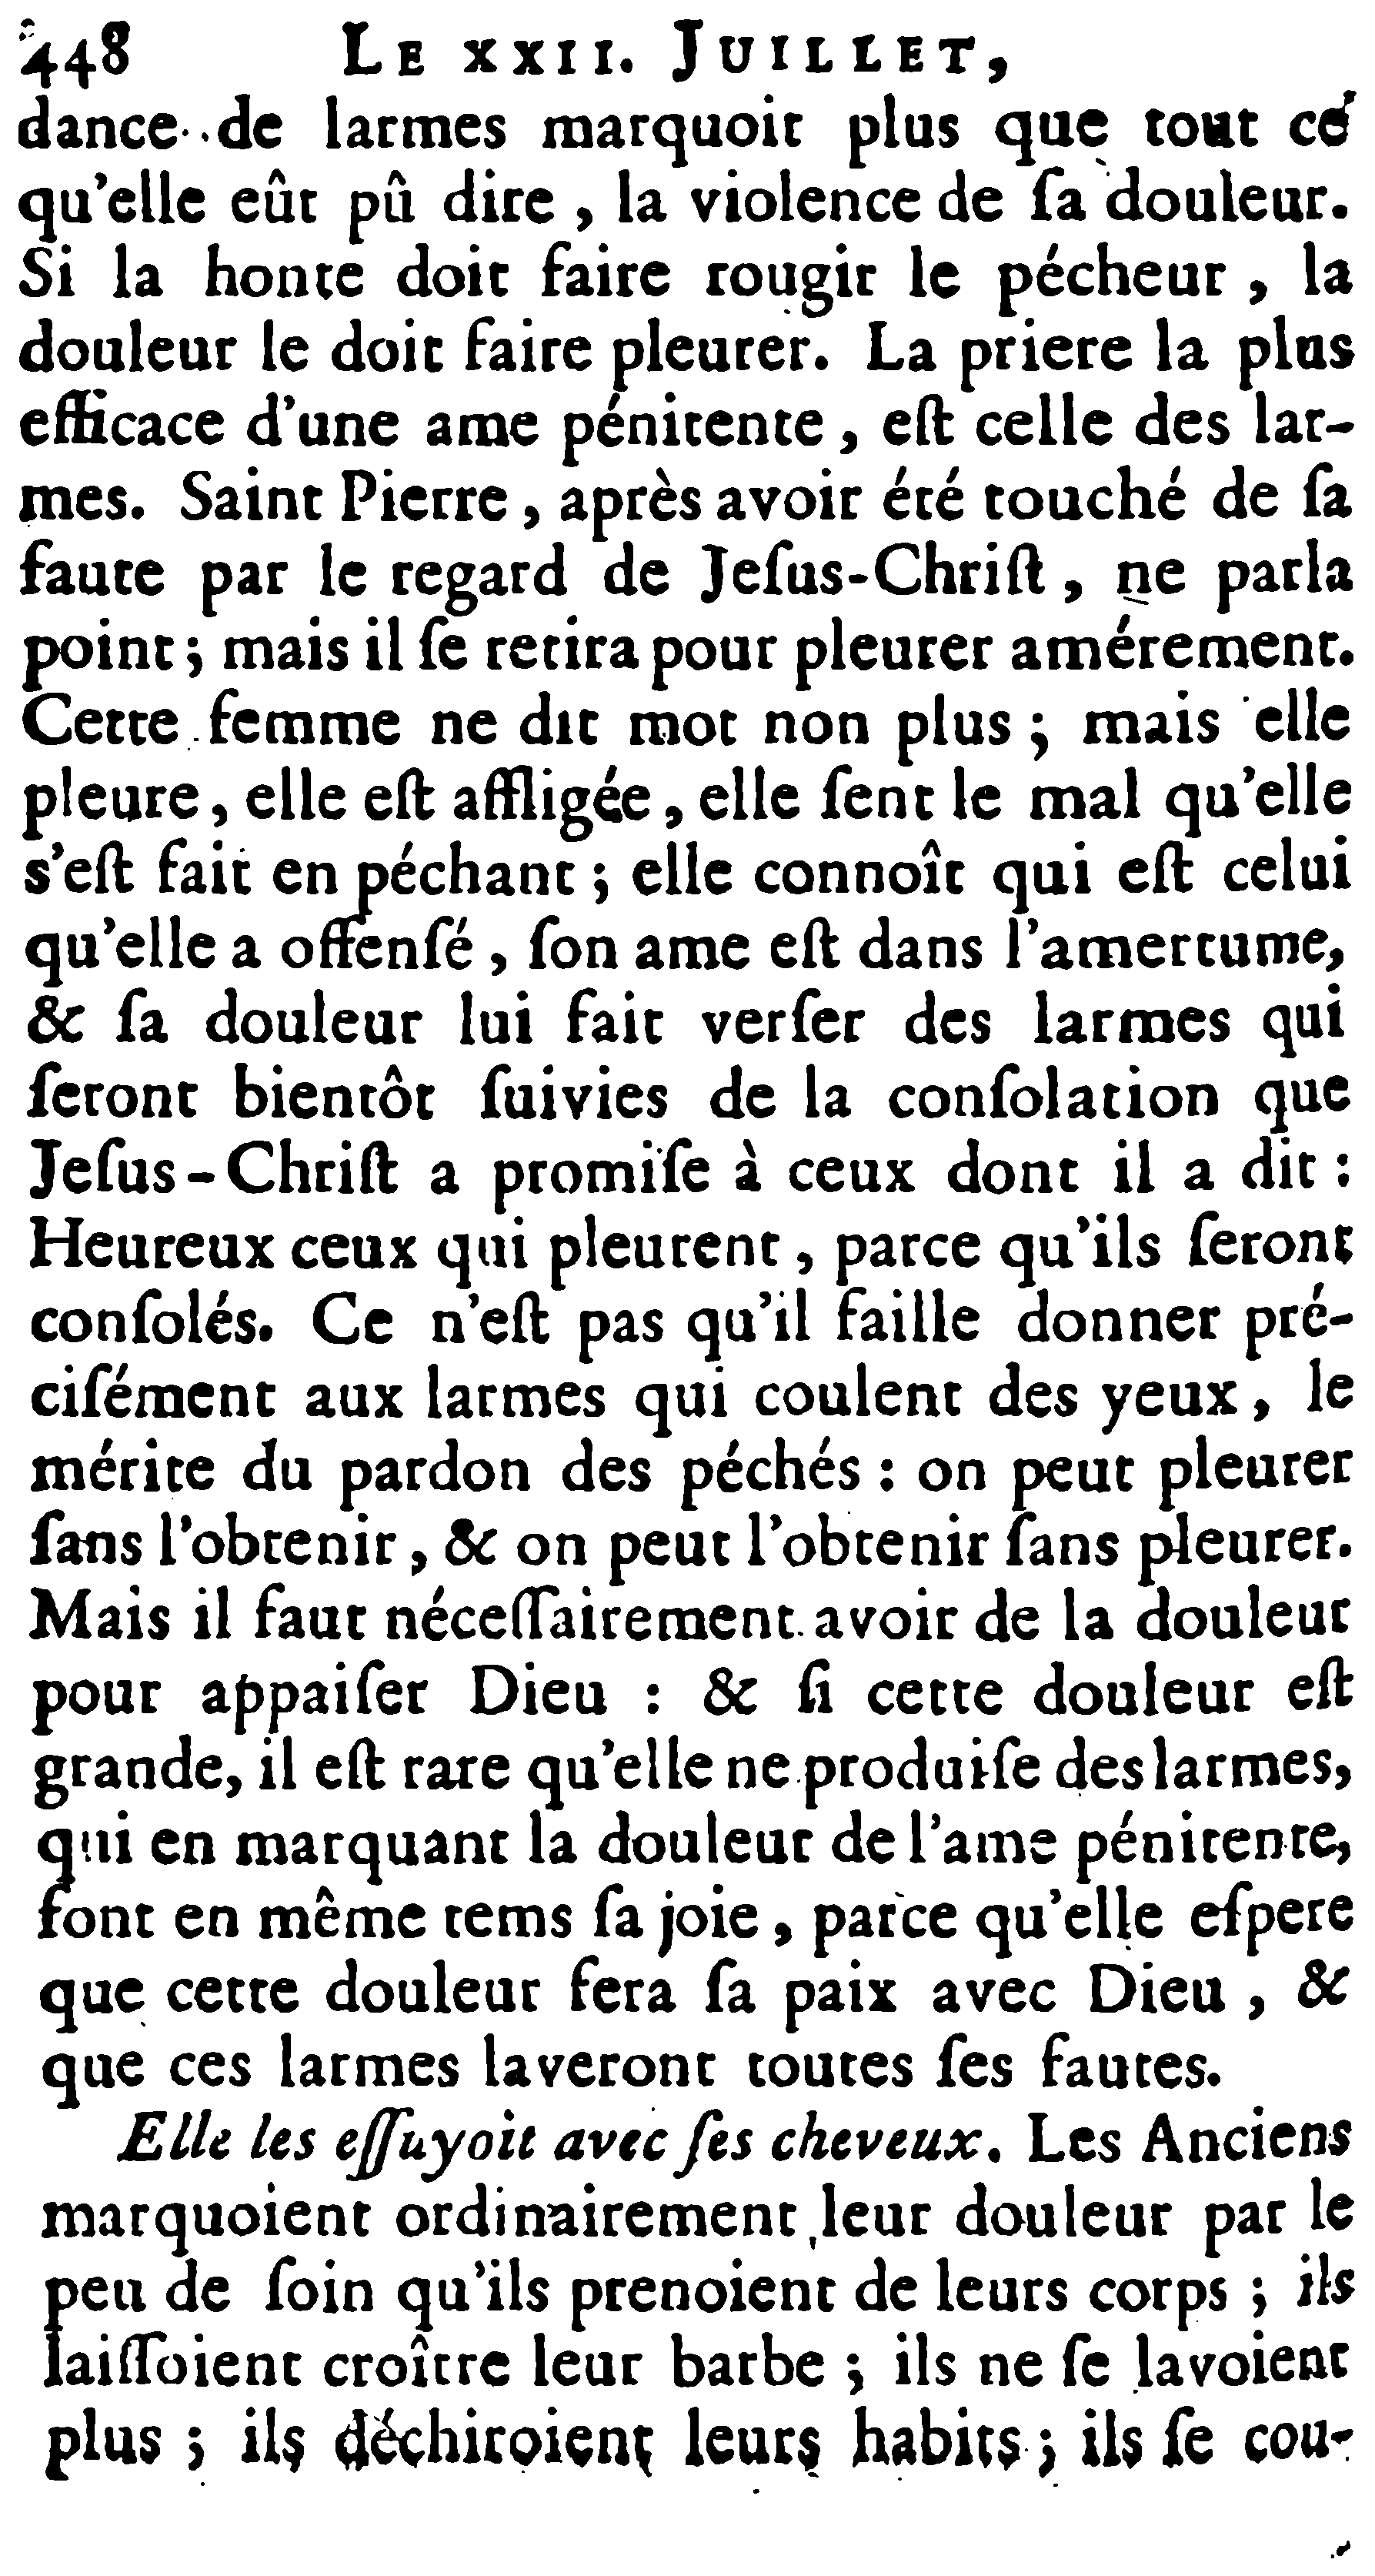 448 LE XXII. JUILLET,
dance de larmes marquoit plus que tout ce
qu'elle eût pû dire , la violence de ſa douleur.
Si la honte doit faire rougir le pécheur , la
douleur le doit faire pleurer. La priere la plus
efficace d'une ame pénitente , eſt celle des lar-
mes. Saint Pierre , après avoir été touché de ſa
faute par le regard de Jeſus-Chriſt , ne parla
point ; mais il ſe retira pour pleurer amérement.
Cette femme ne dit mot non plus ; mais elle
pleure , elle eſt affligée , elle ſent le mal qu'elle
s'eſt fait en péchant ; elle connoît qui eſt celui
qu'elle a offenſé , ſon ame eſt dans l'amertume,
& ſa douleur lui fait verſer des larmes qui
ſeront bientôt ſuivies de la conſolation que
Jeſus-Chriſt a promiſe à ceux dont il a dit :
Heureux ceux qui pleurent , parce qu'ils ſeront
conſolés. Ce n'eſt pas qu'il faille donner pré-
ciſément aux larmes qui coulent des yeux , le
mérite du pardon des péchés : on peut pleurer
ſans l'obtenir , & on peut l'obtenir ſans pleurer.
Mais il faut néceſſairement avoir de la douleur
pour appaiſer Dieu : & ſi cette douleur eſt
grande, il eſt rare qu'elle ne produiſe des larmes,
qui en marquant la douleur de l'ame pénitente,
font en même tems ſa joie , parce qu'elle eſpere
que cette douleur fera ſa paix avec Dieu , &
que ces larmes laveront toutes ſes fautes.
Elle les eſſuyoit avec ſes cheveux. Les Anciens
marquoient ordinairement leur douleur par le
peu de ſoin qu'ils prenoient de leurs corps ; ils
laiſſoient croître leur barbe ; ils ne ſe lavoient
plus ; ils déchiroient leurs habits ; ils ſe cou-